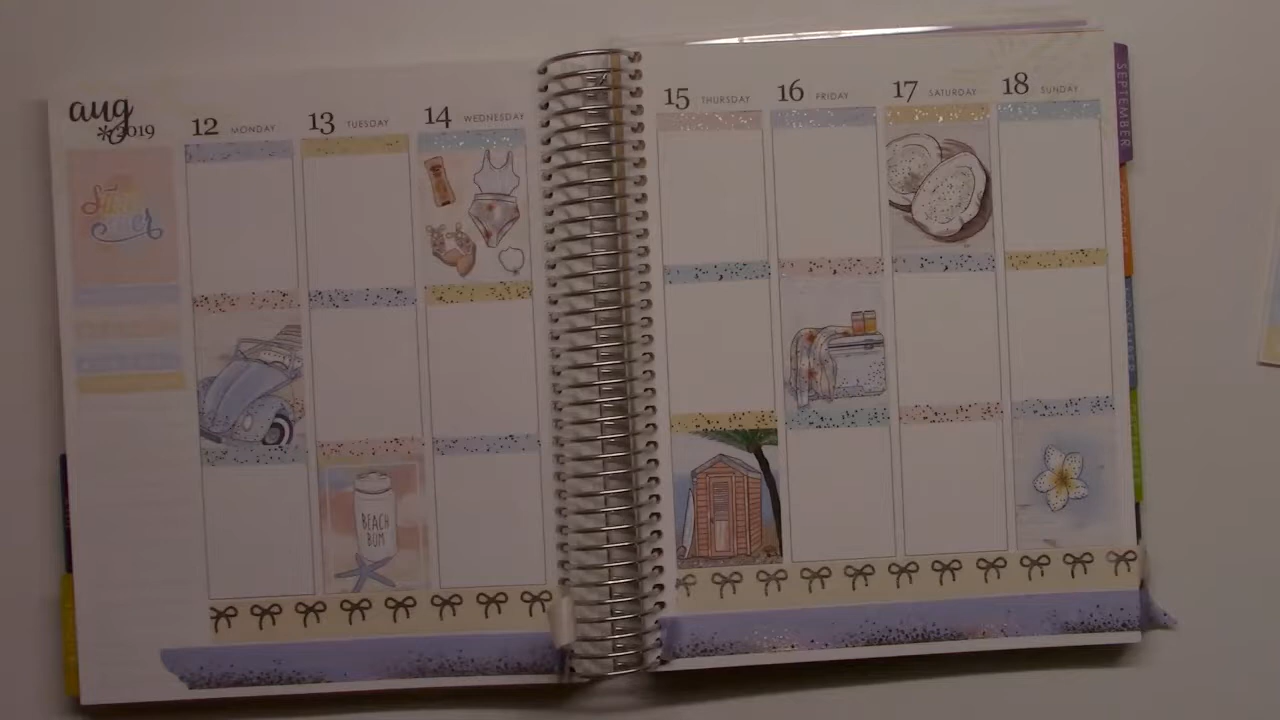 aug
2019
12 MONDAY
13 TUESDAY
14 WEDNESDAY
15 THURSDAY
16 FRIDAY
17 SATURDAY
18 SUNDAY
SEPTEMBER
BEACH
BUM